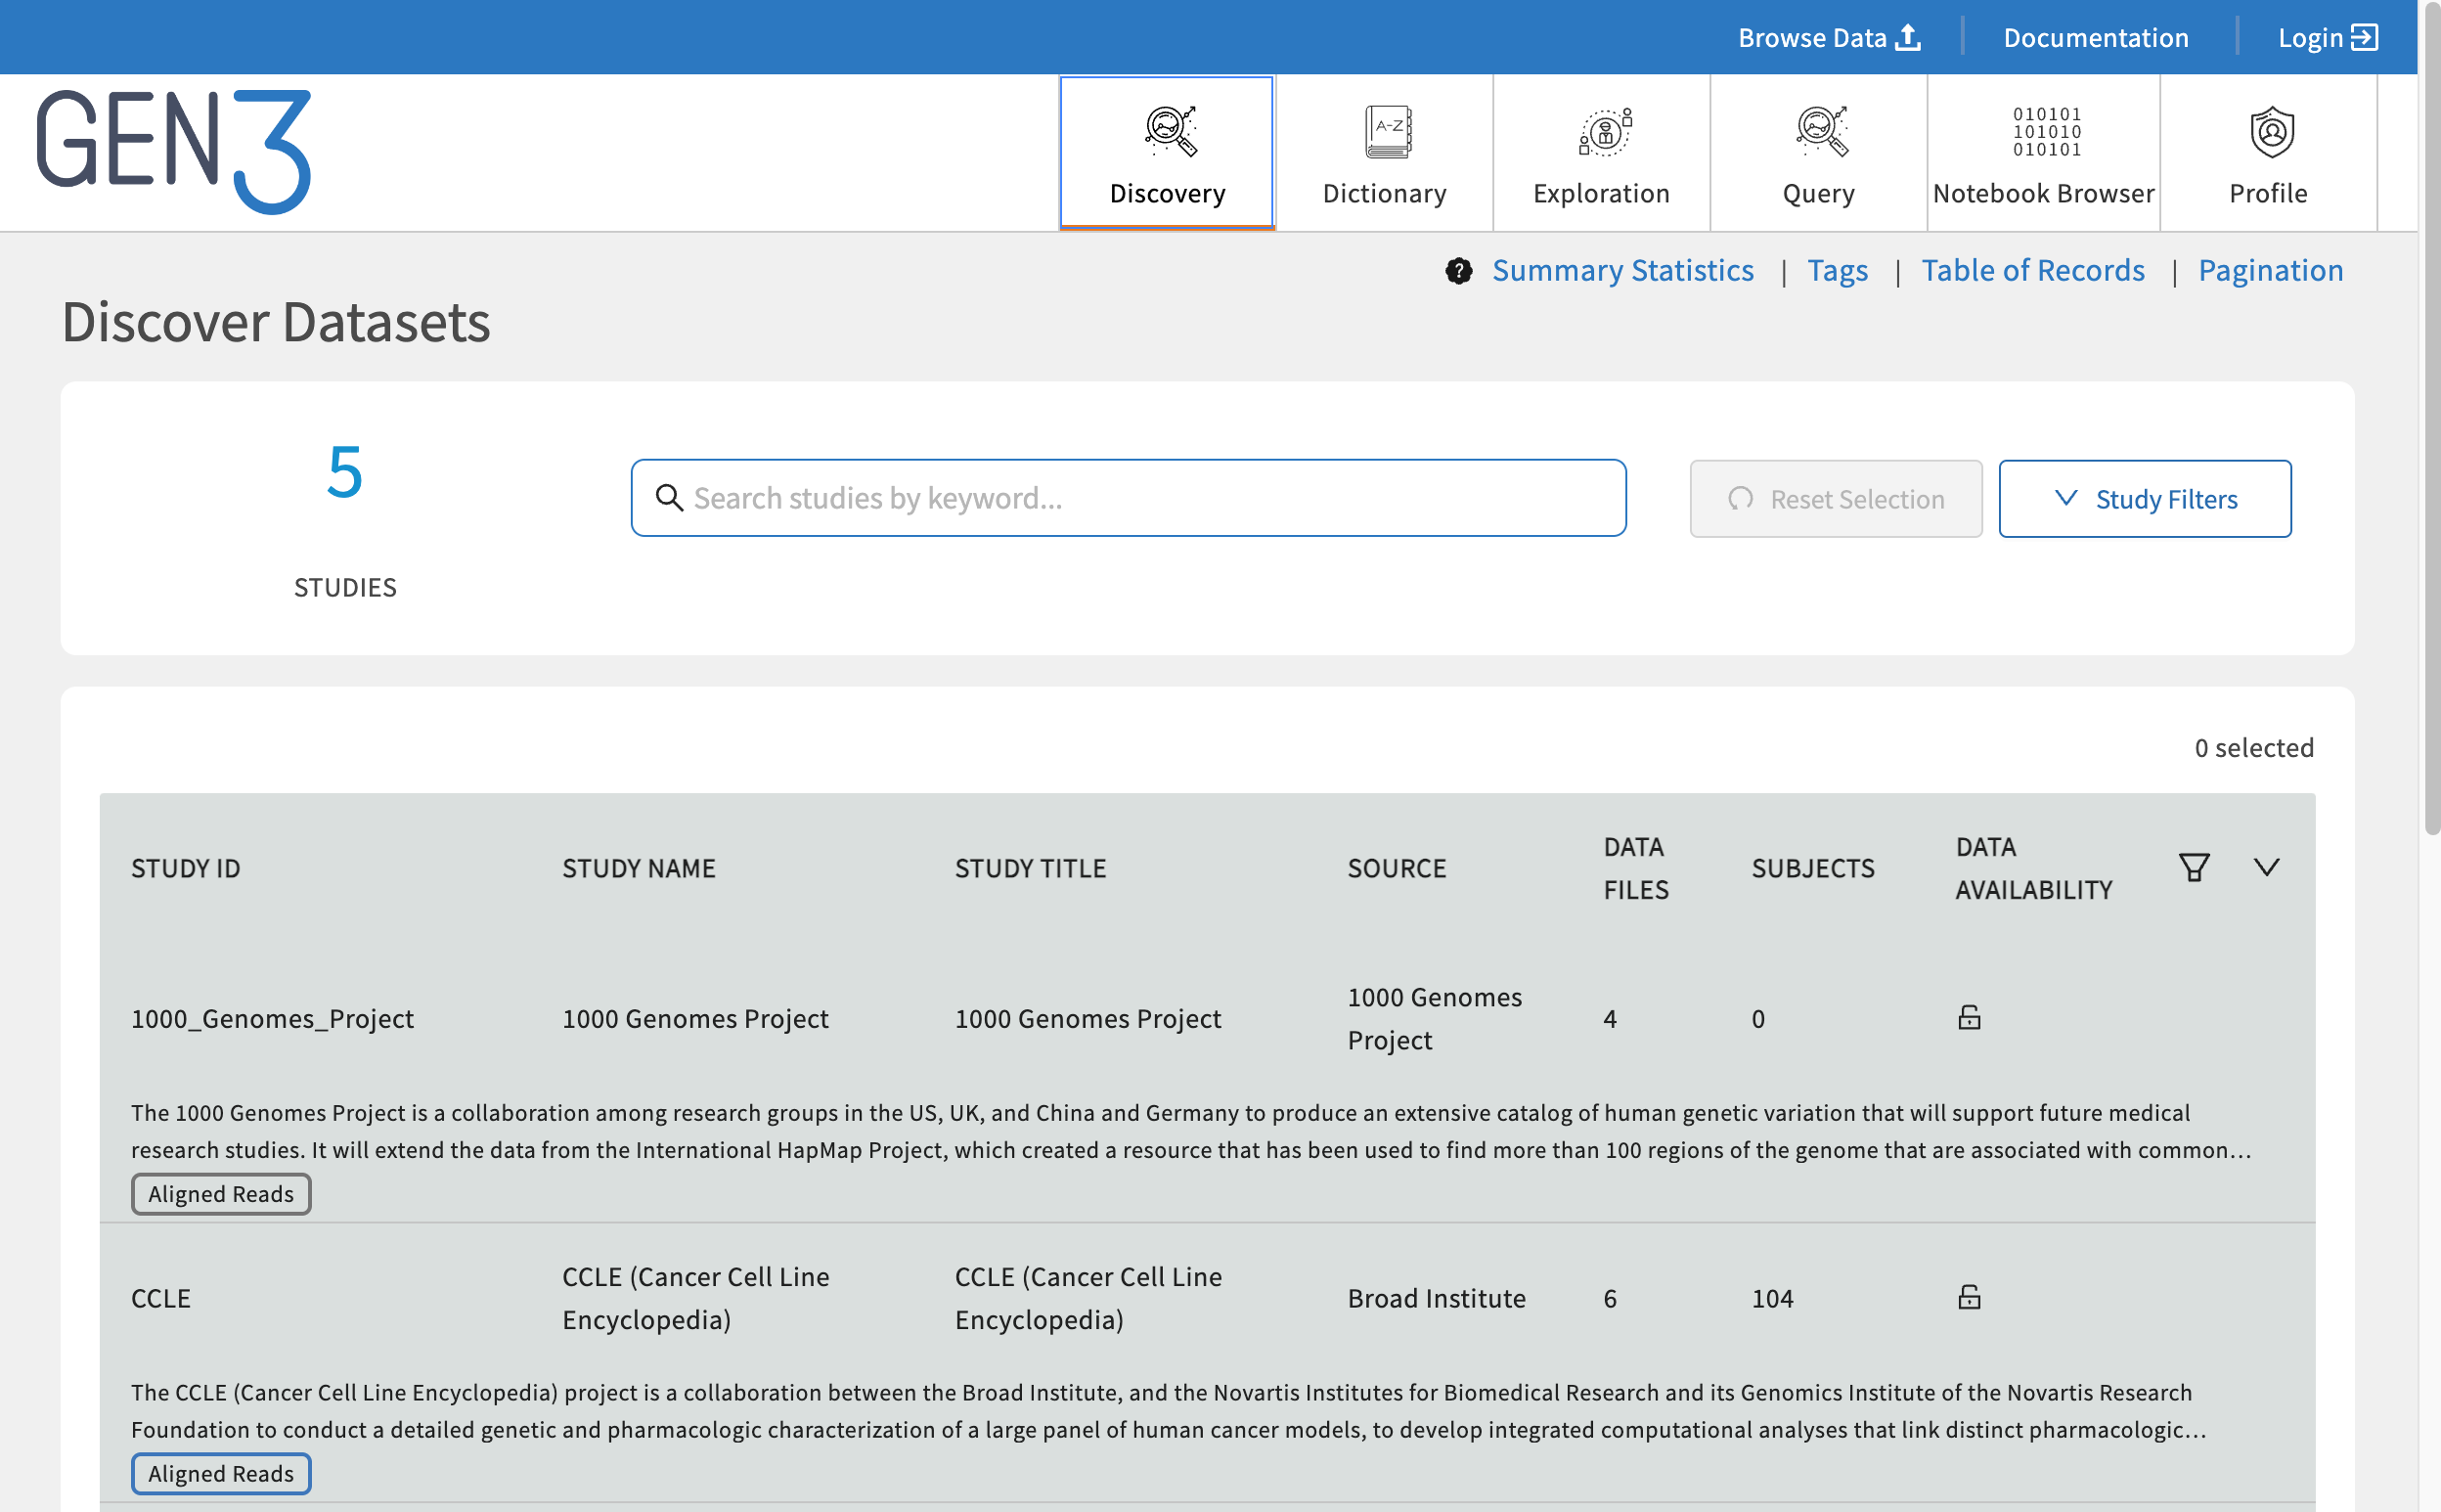 Browse Data
Documentation
Login
GEN3
Discovery
A-Z
Dictionary
Exploration
Query
010101
101010
010101
Notebook Browser
Profile
? Summary Statistics | Tags | Table of Records | Pagination
Discover Datasets
5
STUDIES
Search studies by keyword...
Reset Selection
Study Filters
0 selected
STUDY ID
STUDY NAME
STUDY TITLE
SOURCE
DATA
FILES
SUBJECTS
DATA
AVAILABILITY
1000_Genomes_Project
1000 Genomes Project
1000 Genomes Project
1000 Genomes
Project
4
0
The 1000 Genomes Project is a collaboration among research groups in the US, UK, and China and Germany to produce an extensive catalog of human genetic variation that will support future medical
research studies. It will extend the data from the International HapMap Project, which created a resource that has been used to find more than 100 regions of the genome that are associated with common...
Aligned Reads
CCLE
CCLE (Cancer Cell Line
Encyclopedia)
CCLE (Cancer Cell Line
Encyclopedia)
Broad Institute
6
104
The CCLE (Cancer Cell Line Encyclopedia) project is a collaboration between the Broad Institute, and the Novartis Institutes for Biomedical Research and its Genomics Institute of the Novartis Research
Foundation to conduct a detailed genetic and pharmacologic characterization of a large panel of human cancer models, to develop integrated computational analyses that link distinct pharmacologic...
Aligned Reads